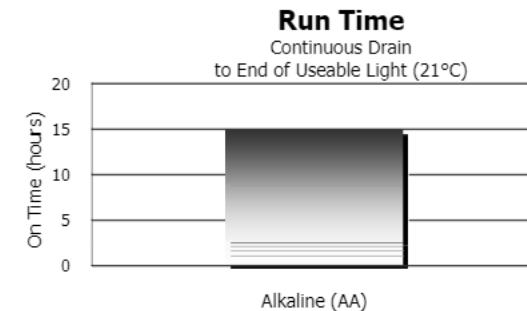 Run Time
Continuous Drain
to End of Useable Light (21°C)
On Time (hours)
20
15
10
5
0
Alkaline (AA)